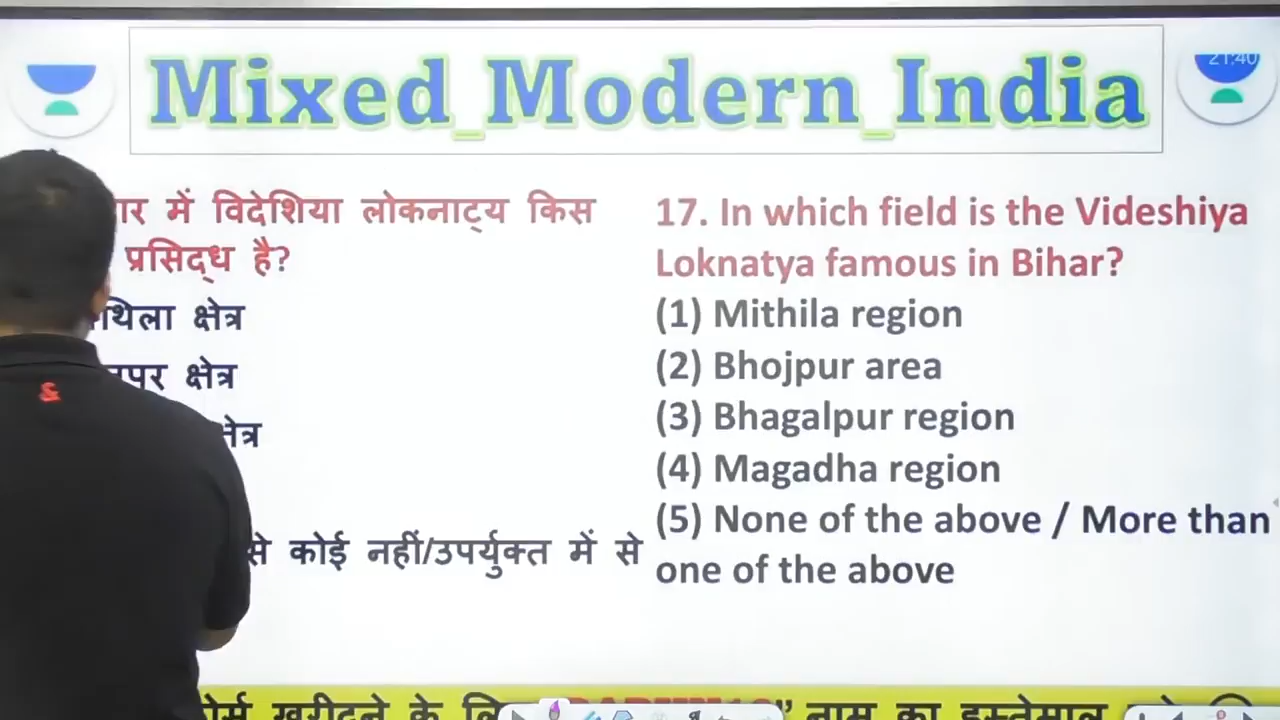 Mixed_Modern_India
21:40
में विदेशिया लोकनाट्य किस
प्रसिद्ध है?
क्षेत्र
क्षेत्र
से कोई नहीं/उपर्युक्त में से
17. In which field is the Videshiya
Loknatya famous in Bihar?
(1) Mithila region
(2) Bhojpur area
(3) Bhagalpur region
(4) Magadha region
(5) None of the above / More than
one of the above
खरीदने के
नाम का इस्तेमाल